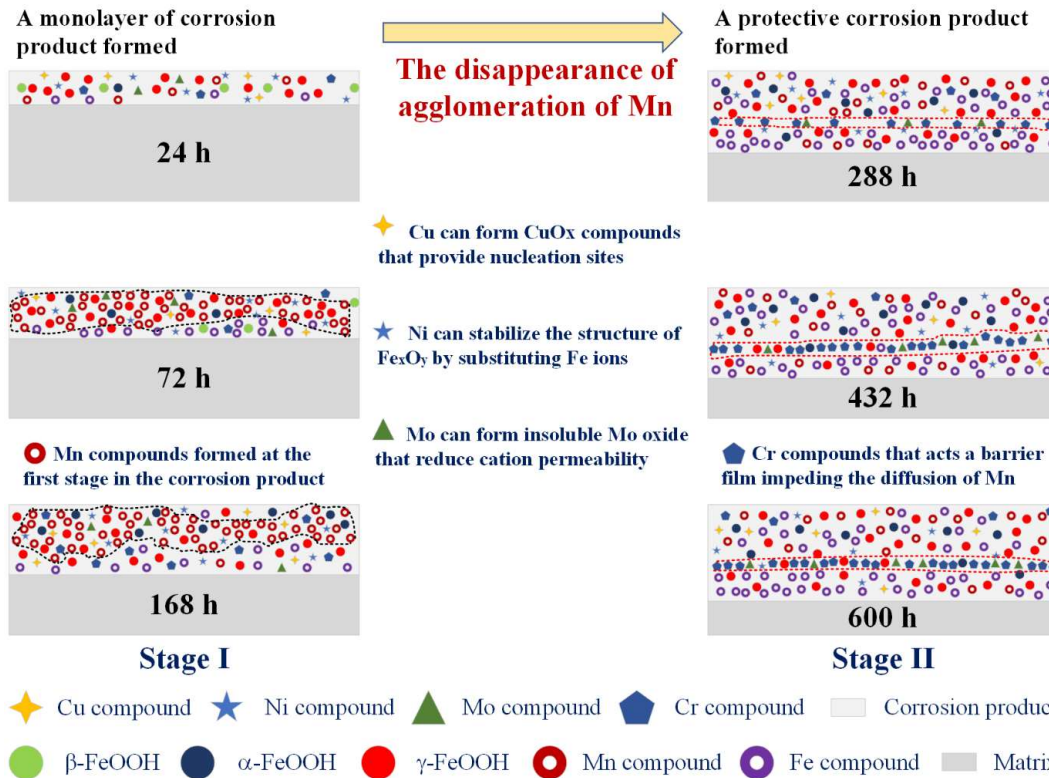 A monolayer of corrosion
product formed
24 h
72 h
Mn compounds formed at the
first stage in the corrosion product
168 h
Stage I
The disappearance of
agglomeration of Mn
Cu can form CuOx compounds
that provide nucleation sites
Ni can stabilize the structure of
FexOy by substituting Fe ions
Mo can form insoluble Mo oxide
that reduce cation permeability
A protective corrosion product
formed
288 h
432 h
Cr compounds that acts a barrier
film impeding the diffusion of Mn
600 h
Stage II
Cu compound Ni compound Mo compound Cr compound Corrosion produc
β-FeOOH α-FeOOH γ-FeOOH Mn compound Fe compound Matrix